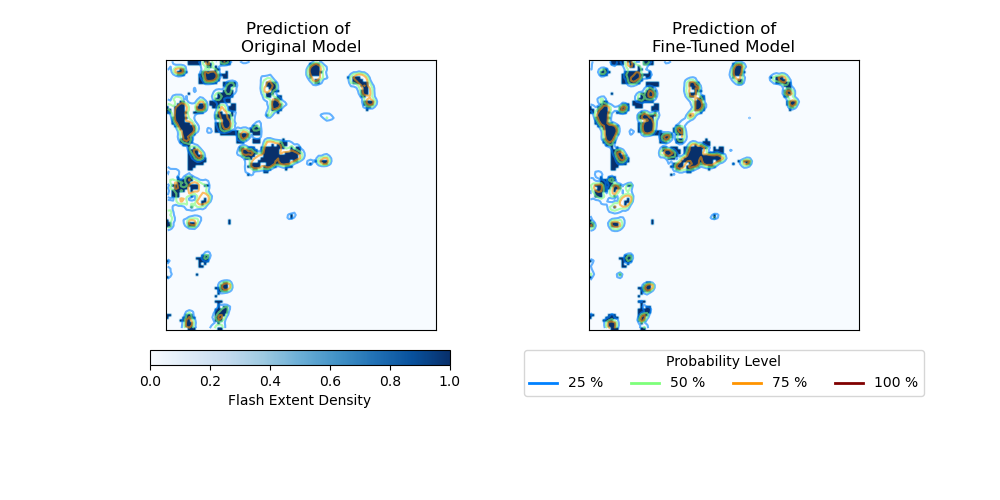 Prediction of
Original Model
Prediction of
Fine-Tuned Model
0.0 0.2 0.4 0.6 0.8 1.0
Flash Extent Density
Probability Level
25 % 50 % 75 % 100 %